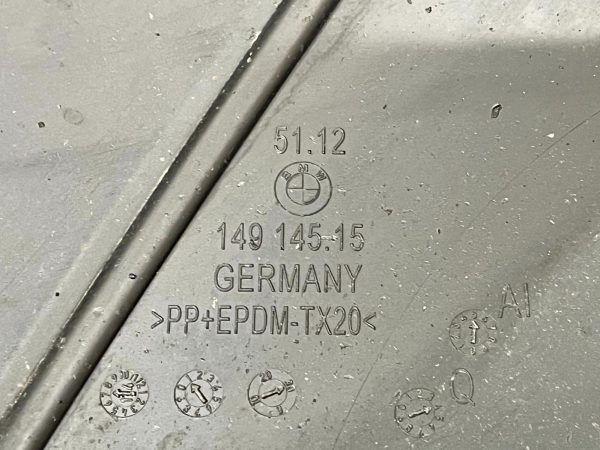 51.12
BMW
149 145.15
GERMANY
>PP+EPDM-TX20<
AI
Q